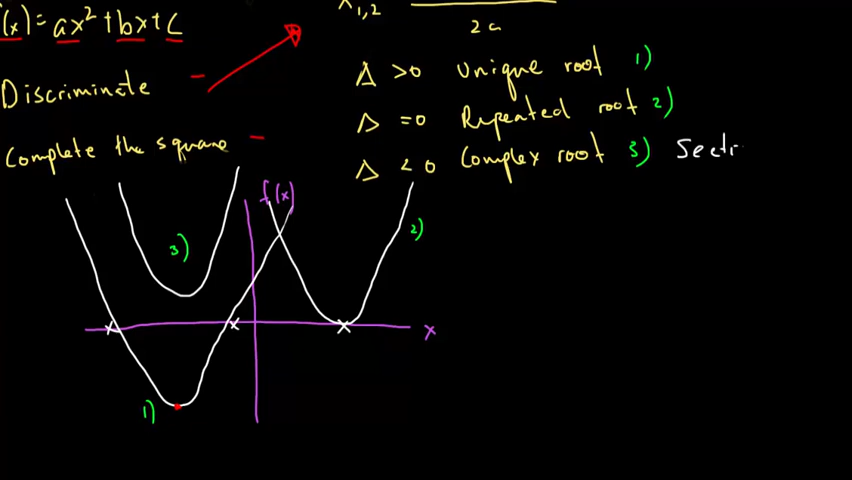 (x) = ax² + bx + c
x₁,₂
2a
Δ >0 Unique root 1)
Discriminate
Δ =0 Repeated root 2)
Complete the square
Δ <0 Complex root 3) Secti
f(x)
2)
3)
x
1)